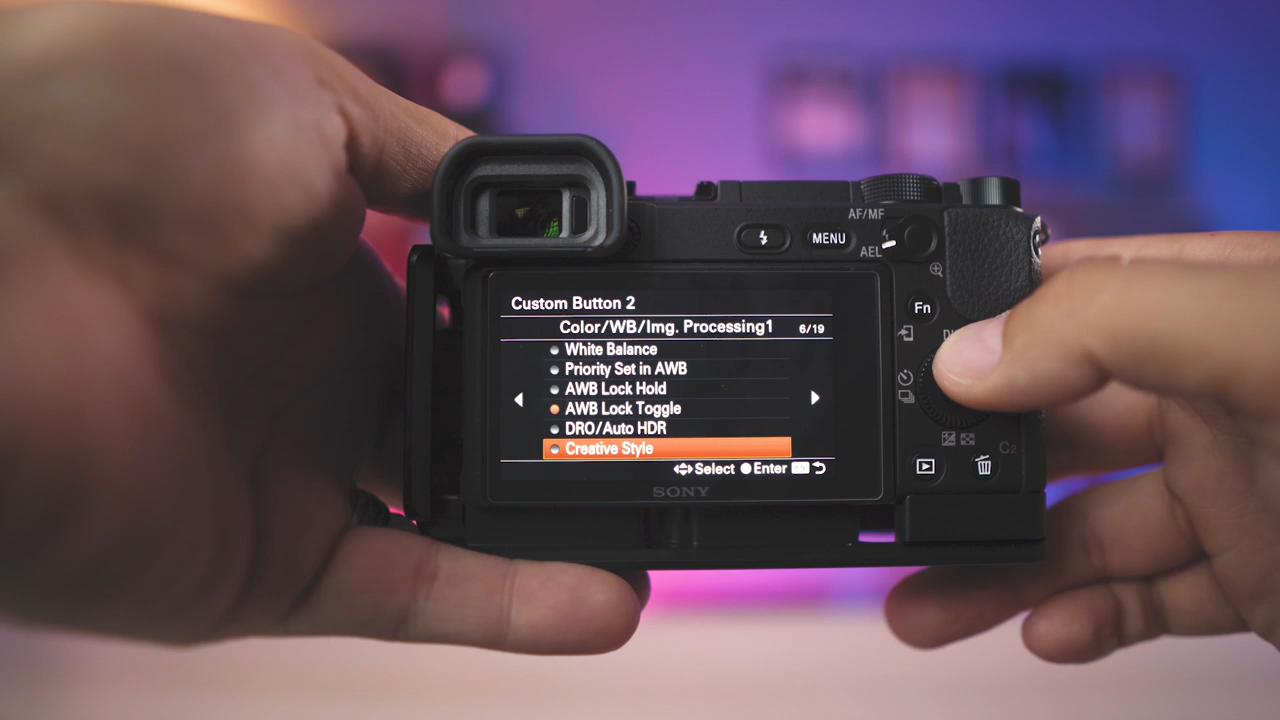 AF/MF
MENU
AEL
Custom Button 2
Fn
Color/WB/Img. Processing1 6/19
White Balance
Priority Set in AWB
AWB Lock Hold
AWB Lock Toggle
DRO/Auto HDR
Creative Style
Select Enter
C2
SONY